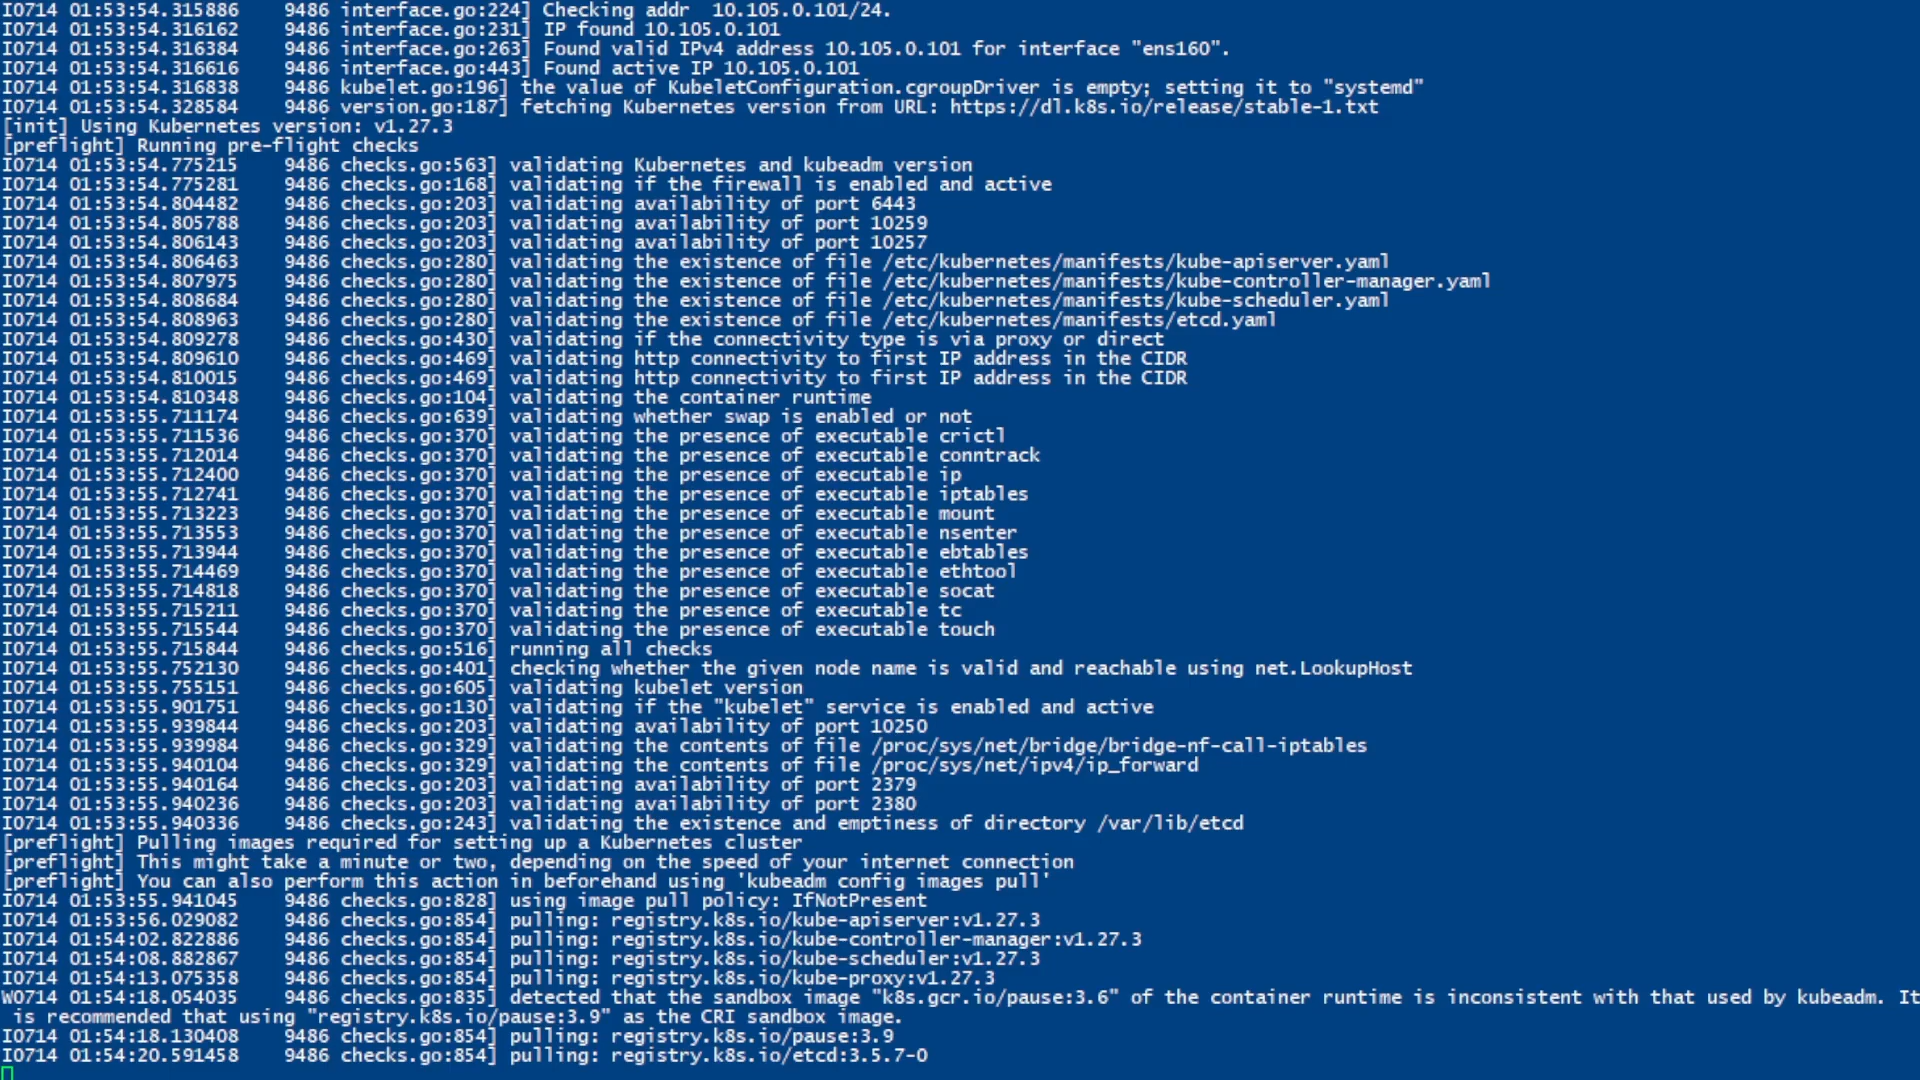 I0714 01:53:54.315886    9486 interface.go:224] Checking addr  10.105.0.101/24.
I0714 01:53:54.316162    9486 interface.go:231] IP found 10.105.0.101
I0714 01:53:54.316384    9486 interface.go:263] Found valid IPv4 address 10.105.0.101 for interface "ens160".
I0714 01:53:54.316616    9486 interface.go:443] Found active IP 10.105.0.101
I0714 01:53:54.316838    9486 kubelet.go:196] the value of KubeletConfiguration.cgroupDriver is empty; setting it to "systemd"
I0714 01:53:54.328584    9486 version.go:187] fetching Kubernetes version from URL: https://dl.k8s.io/release/stable-1.txt
[init] Using Kubernetes version: v1.27.3
[preflight] Running pre-flight checks
I0714 01:53:54.775215    9486 checks.go:563] validating Kubernetes and kubeadm version
I0714 01:53:54.775281    9486 checks.go:168] validating if the firewall is enabled and active
I0714 01:53:54.804482    9486 checks.go:203] validating availability of port 6443
I0714 01:53:54.805788    9486 checks.go:203] validating availability of port 10259
I0714 01:53:54.806143    9486 checks.go:203] validating availability of port 10257
I0714 01:53:54.806463    9486 checks.go:280] validating the existence of file /etc/kubernetes/manifests/kube-apiserver.yaml
I0714 01:53:54.807975    9486 checks.go:280] validating the existence of file /etc/kubernetes/manifests/kube-controller-manager.yaml
I0714 01:53:54.808684    9486 checks.go:280] validating the existence of file /etc/kubernetes/manifests/kube-scheduler.yaml
I0714 01:53:54.808963    9486 checks.go:280] validating the existence of file /etc/kubernetes/manifests/etcd.yaml
I0714 01:53:54.809278    9486 checks.go:430] validating if the connectivity type is via proxy or direct
I0714 01:53:54.809610    9486 checks.go:469] validating http connectivity to first IP address in the CIDR
I0714 01:53:54.810015    9486 checks.go:469] validating http connectivity to first IP address in the CIDR
I0714 01:53:54.810348    9486 checks.go:104] validating the container runtime
I0714 01:53:55.711174    9486 checks.go:639] validating whether swap is enabled or not
I0714 01:53:55.711536    9486 checks.go:370] validating the presence of executable crictl
I0714 01:53:55.712014    9486 checks.go:370] validating the presence of executable conntrack
I0714 01:53:55.712400    9486 checks.go:370] validating the presence of executable ip
I0714 01:53:55.712741    9486 checks.go:370] validating the presence of executable iptables
I0714 01:53:55.713223    9486 checks.go:370] validating the presence of executable mount
I0714 01:53:55.713553    9486 checks.go:370] validating the presence of executable nsenter
I0714 01:53:55.713944    9486 checks.go:370] validating the presence of executable ebtables
I0714 01:53:55.714469    9486 checks.go:370] validating the presence of executable ethtool
I0714 01:53:55.714818    9486 checks.go:370] validating the presence of executable socat
I0714 01:53:55.715211    9486 checks.go:370] validating the presence of executable tc
I0714 01:53:55.715544    9486 checks.go:370] validating the presence of executable touch
I0714 01:53:55.715844    9486 checks.go:516] running all checks
I0714 01:53:55.752130    9486 checks.go:401] checking whether the given node name is valid and reachable using net.LookupHost
I0714 01:53:55.755151    9486 checks.go:605] validating kubelet version
I0714 01:53:55.901751    9486 checks.go:130] validating if the "kubelet" service is enabled and active
I0714 01:53:55.939844    9486 checks.go:203] validating availability of port 10250
I0714 01:53:55.939984    9486 checks.go:329] validating the contents of file /proc/sys/net/bridge/bridge-nf-call-iptables
I0714 01:53:55.940104    9486 checks.go:329] validating the contents of file /proc/sys/net/ipv4/ip_forward
I0714 01:53:55.940164    9486 checks.go:203] validating availability of port 2379
I0714 01:53:55.940236    9486 checks.go:203] validating availability of port 2380
I0714 01:53:55.940336    9486 checks.go:243] validating the existence and emptiness of directory /var/lib/etcd
[preflight] Pulling images required for setting up a Kubernetes cluster
[preflight] This might take a minute or two, depending on the speed of your internet connection
[preflight] You can also perform this action in beforehand using 'kubeadm config images pull'
I0714 01:53:55.941045    9486 checks.go:828] using image pull policy: IfNotPresent
I0714 01:53:56.029082    9486 checks.go:854] pulling: registry.k8s.io/kube-apiserver:v1.27.3
I0714 01:54:02.822886    9486 checks.go:854] pulling: registry.k8s.io/kube-controller-manager:v1.27.3
I0714 01:54:08.882867    9486 checks.go:854] pulling: registry.k8s.io/kube-scheduler:v1.27.3
I0714 01:54:13.075358    9486 checks.go:854] pulling: registry.k8s.io/kube-proxy:v1.27.3
W0714 01:54:18.054035    9486 checks.go:835] detected that the sandbox image "k8s.gcr.io/pause:3.6" of the container runtime is inconsistent with that used by kubeadm. It
 is recommended that using "registry.k8s.io/pause:3.9" as the CRI sandbox image.
I0714 01:54:18.130408    9486 checks.go:854] pulling: registry.k8s.io/pause:3.9
I0714 01:54:20.591458    9486 checks.go:854] pulling: registry.k8s.io/etcd:3.5.7-0